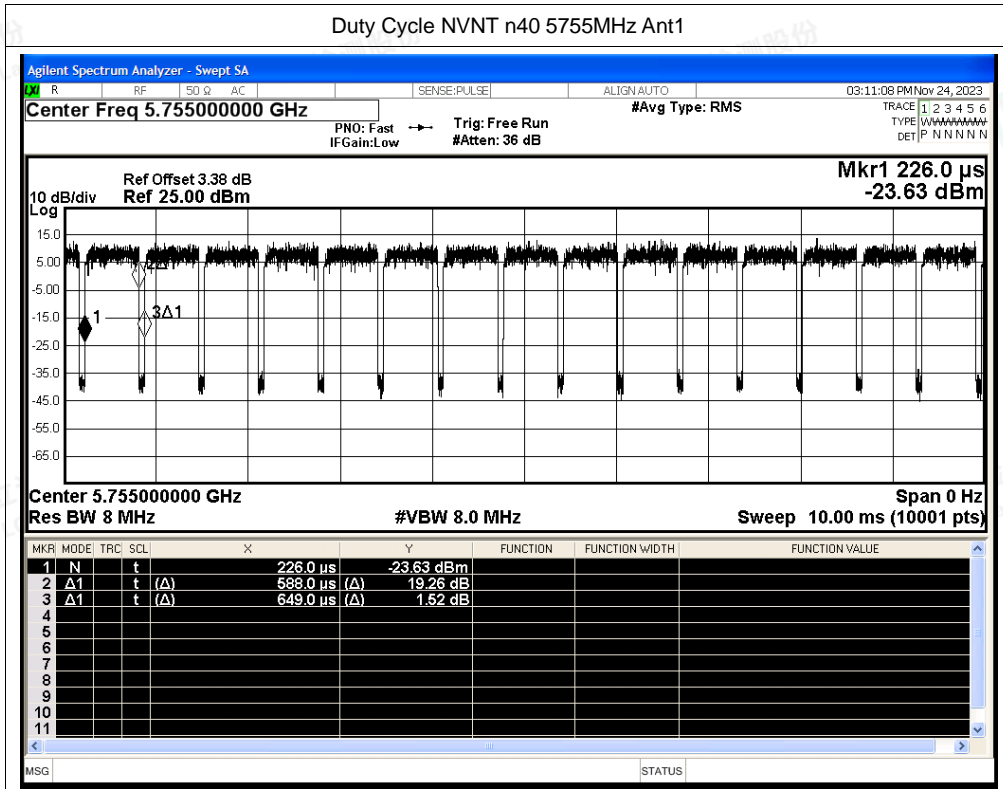 Duty Cycle NVNT n40 5755MHz Ant1
Agilent Spectrum Analyzer - Swept SA
LXI R RF 50 Ω AC SENSE:PULSE ALIGN AUTO 03:11:08 PM Nov 24, 2023
Center Freq 5.755000000 GHz #Avg Type: RMS TRACE 1 2 3 4 5 6
PNO: Fast Trig: Free Run TYPE WWWWWW
IFGain:Low #Atten: 36 dB DET P N N N N N
Mkr1 226.0 µs
Ref Offset 3.38 dB
10 dB/div Ref 25.00 dBm -23.63 dBm
Log
15.0
5.00
2Δ1
-5.00
-15.0 1 3Δ1
-25.0
-35.0
-45.0
-55.0
-65.0
Center 5.755000000 GHz Span 0 Hz
Res BW 8 MHz #VBW 8.0 MHz Sweep 10.00 ms (10001 pts)
MKR MODE TRC SCL X Y FUNCTION FUNCTION WIDTH FUNCTION VALUE
1 N t 226.0 µs -23.63 dBm
2 Δ1 t (Δ) 588.0 µs (Δ) 19.26 dB
3 Δ1 t (Δ) 649.0 µs (Δ) 1.52 dB
4
5
6
7
8
9
10
11
MSG STATUS